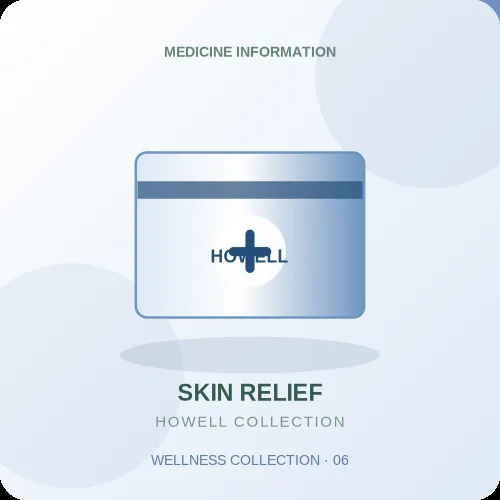 MEDICINE INFORMATION
HOWELL
SKIN RELIEF
HOWELL COLLECTION
WELLNESS COLLECTION · 06